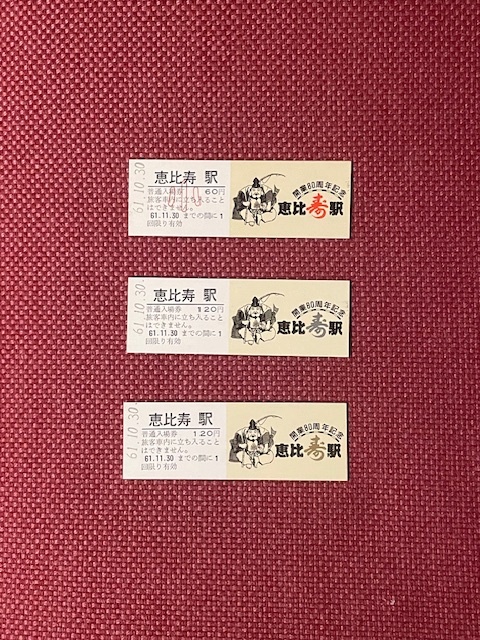 61.10.30
恵比寿 駅
普通入場券 60円
旅客車内に立ち入ること
はできません。
61.11.30 までの間に1
回限り有効
開業80周年記念
恵比寿駅
61.10.30
恵比寿 駅
普通入場券 120円
旅客車内に立ち入ること
はできません。
61.11.30 までの間に1
回限り有効
開業80周年記念
恵比寿駅
61.10.30
恵比寿 駅
普通入場券 120円
旅客車内に立ち入ること
はできません。
61.11.30 までの間に1
回限り有効
開業80周年記念
恵比寿駅